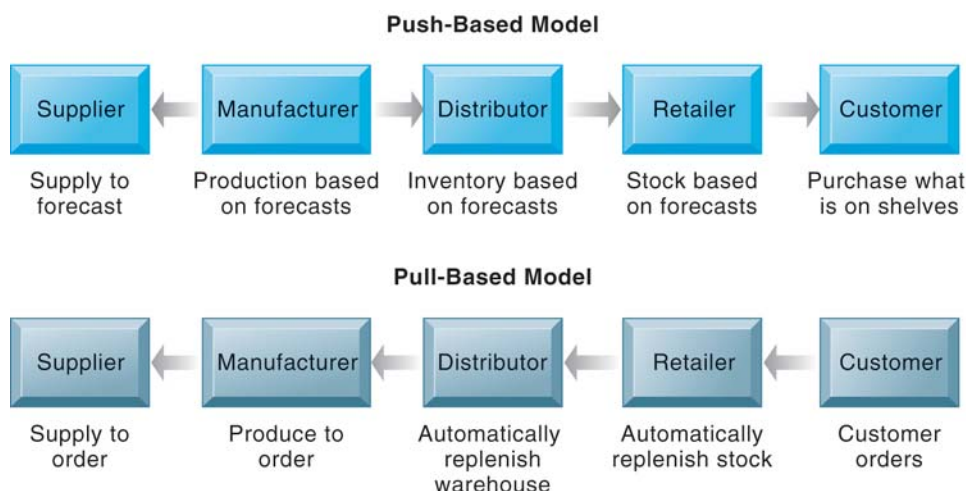 Push-Based Model
Supplier
Manufacturer
Distributor
Retailer
Customer
Supply to
forecast
Production based
on forecasts
Inventory based
on forecasts
Stock based
on forecasts
Purchase what
is on shelves
Pull-Based Model
Supplier
Manufacturer
Distributor
Retailer
Customer
Supply to
order
Produce to
order
Automatically
replenish
warehouse
Automatically
replenish stock
Customer
orders